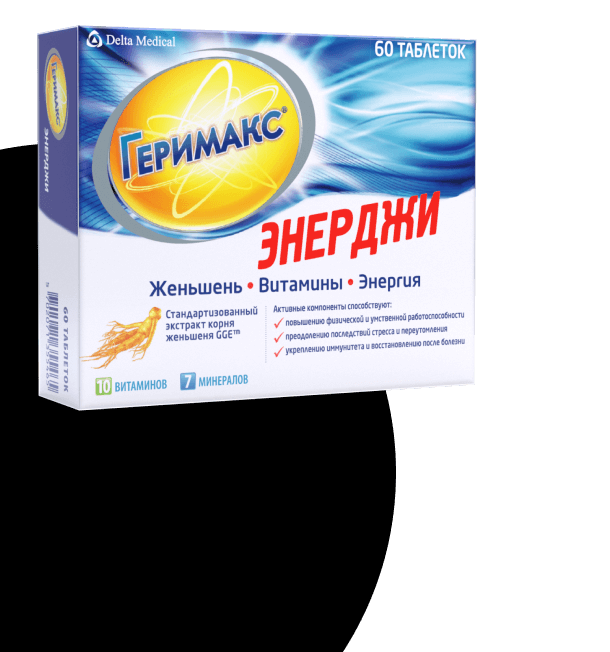 Delta Medical
60 ТАБЛЕТОК
ГЕРИМАКС®
ЭНЕРДЖИ
Женьшень • Витамины • Энергия
Стандартизованный
экстракт корня
женьшеня GGE™
Активные компоненты способствуют:
повышению физической и умственной работоспособности
преодолению последствий стресса и переутомления
укреплению иммунитета и восстановлению после болезни
10 ВИТАМИНОВ
7 МИНЕРАЛОВ
ГЕРИМАКС
ЭНЕРДЖИ
60 ТАБЛЕТОК